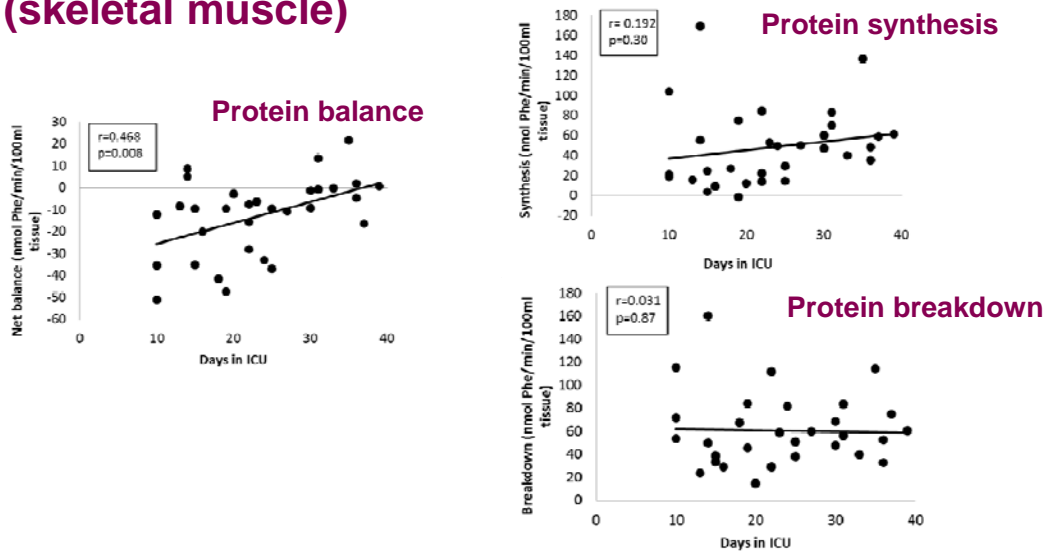 (skeletal muscle)
Protein balance
r=0.468
p=0.008
Net balance (nmol Phe/min/100ml
tissue)
30
20
10
0
-10
-20
-30
-40
-50
-60
0 10 20 30 40
Days in ICU
Protein synthesis
r= 0.192
p=0.30
Synthesis (nnol Phe/min/100ml
tissue)
180
160
140
120
100
80
60
40
20
0
-20
0 10 20 30 40
Days in ICU
Protein breakdown
r=0.031
p=0.87
Breakdown (nmol Phe/min/100ml
tissue)
180
160
140
120
100
80
60
40
20
0
0 10 20 30 40
Days in ICU